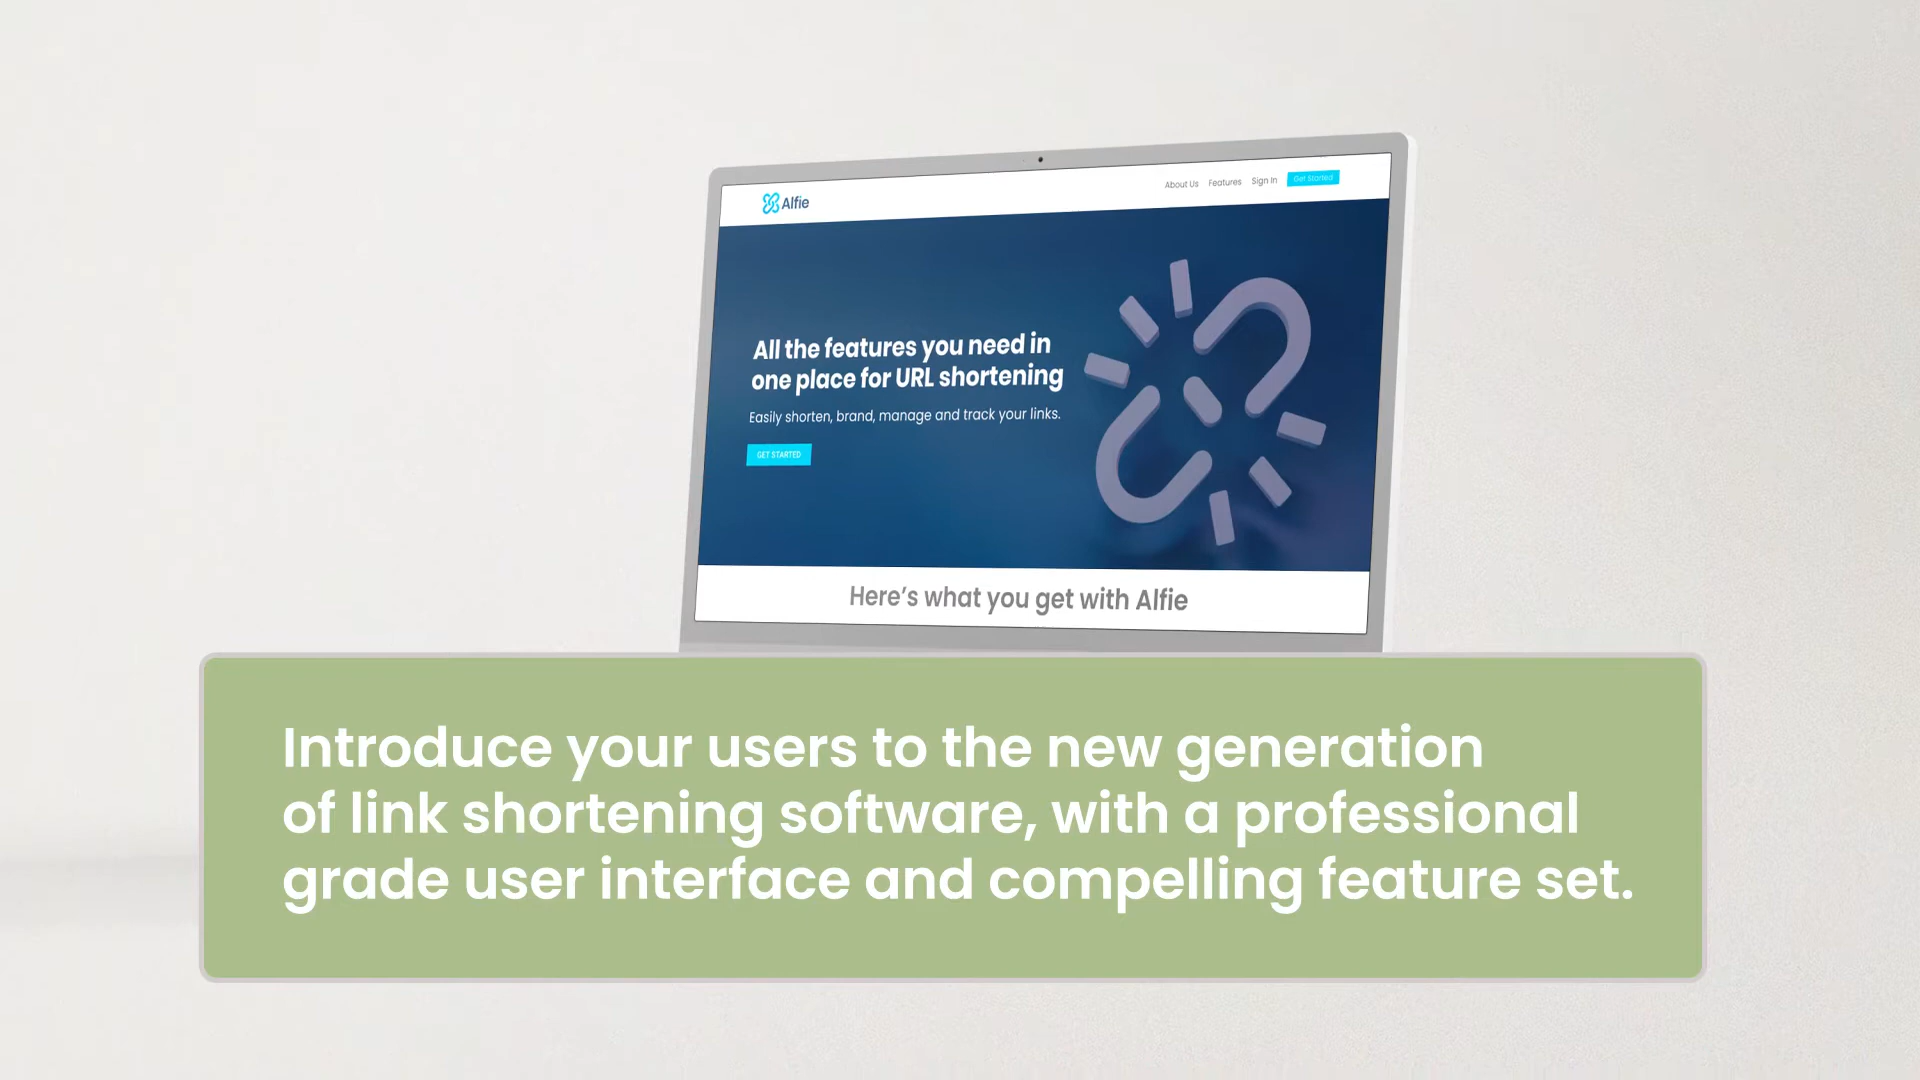 Alfie
About Us
Features
Sign In
Get Started
All the features you need in
one place for URL shortening
Easily shorten, brand, manage and track your links.
GET STARTED
Here's what you get with Alfie
Introduce your users to the new generation
of link shortening software, with a professional
grade user interface and compelling feature set.